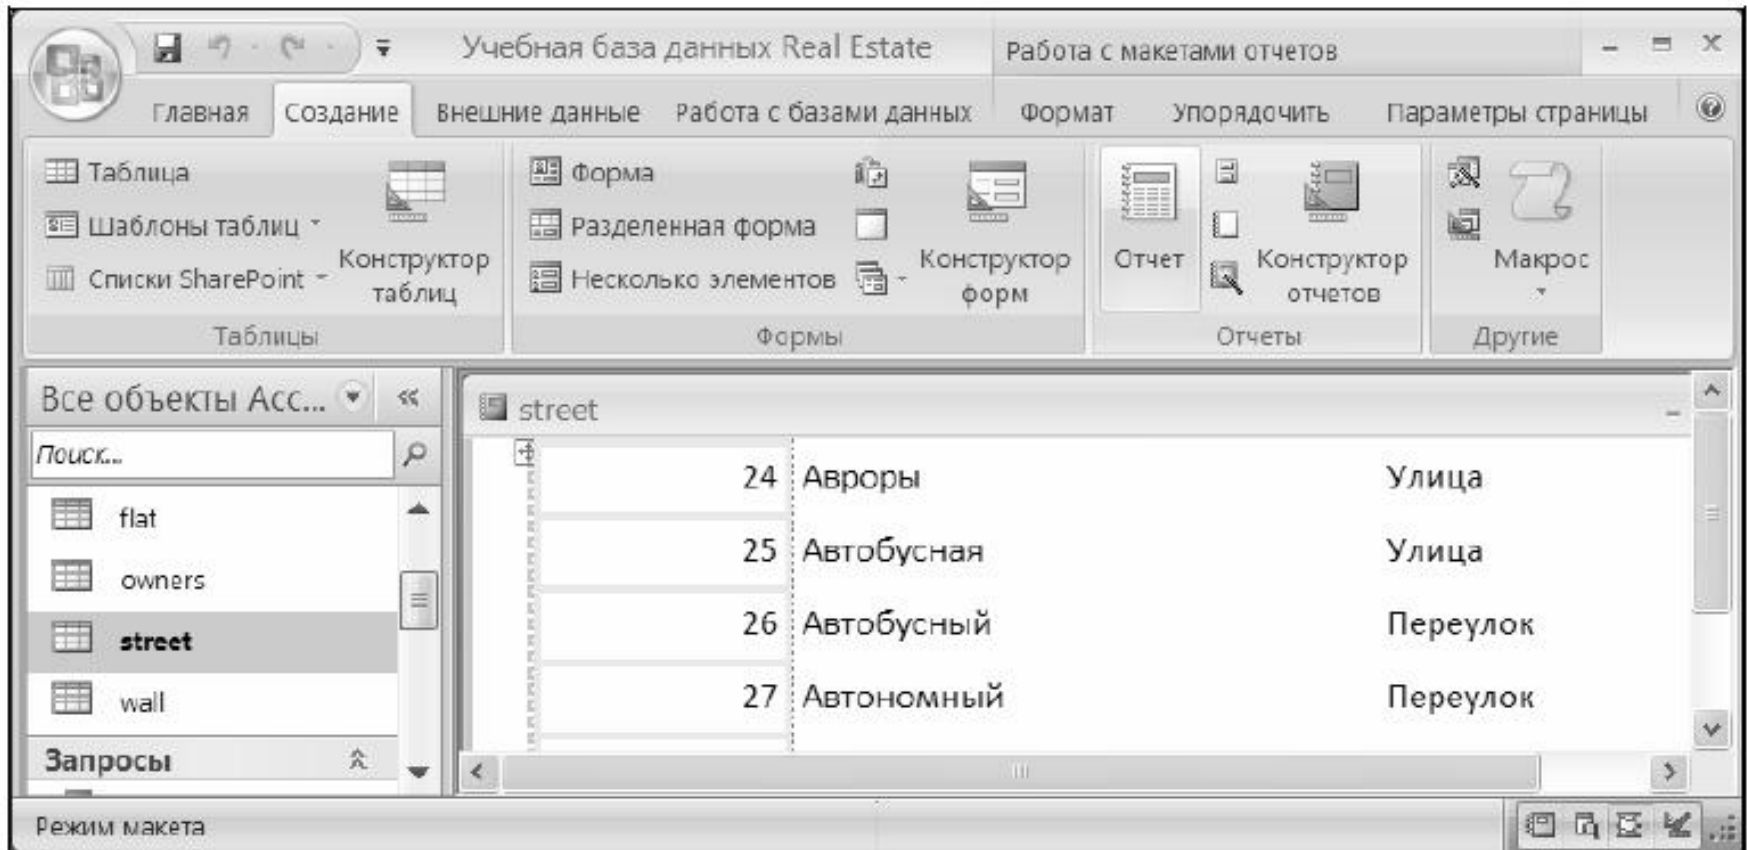 Учебная база данных Real Estate
Работа с макетами отчетов
Главная Создание Внешние данные Работа с базами данных Формат Упорядочить Параметры страницы
Таблица
Шаблоны таблиц
Списки SharePoint
Конструктор
таблиц
Таблицы
Форма
Разделенная форма
Несколько элементов
Конструктор
форм
Формы
Отчет
Конструктор
отчетов
Отчеты
Макрос
Другие
Все объекты Acc...
Поиск...
flat
owners
street
wall
Запросы
street
24 Авроры Улица
25 Автобусная Улица
26 Автобусный Переулок
27 Автономный Переулок
Режим макета